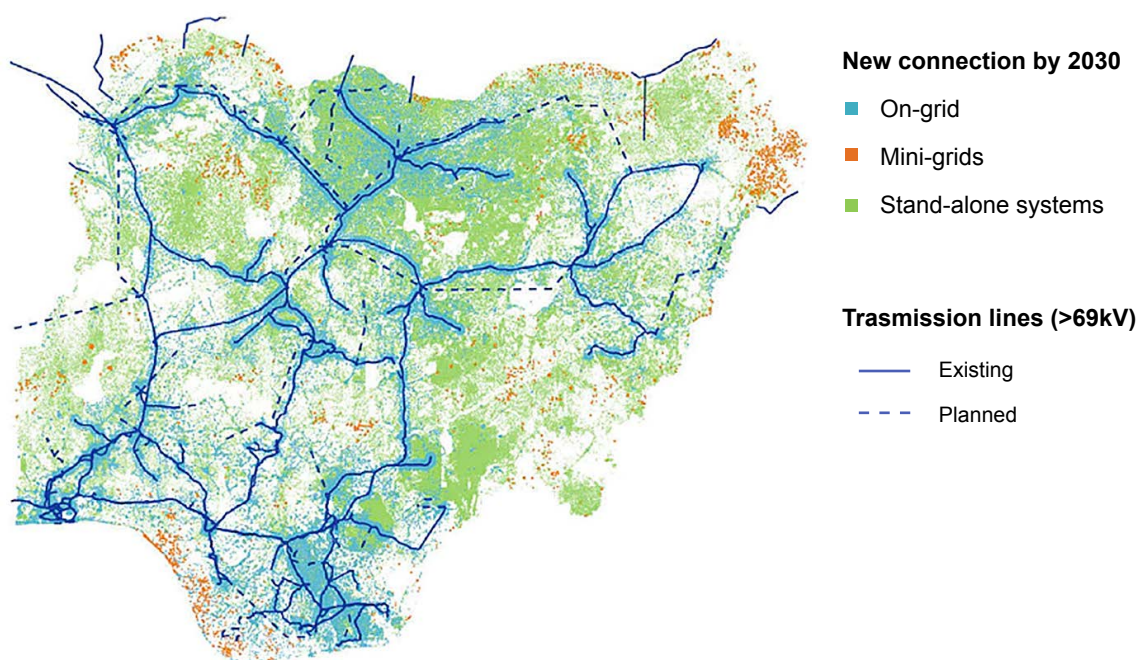 New connection by 2030
On-grid
Mini-grids
Stand-alone systems
Trasmission lines (>69kV)
Existing
Planned